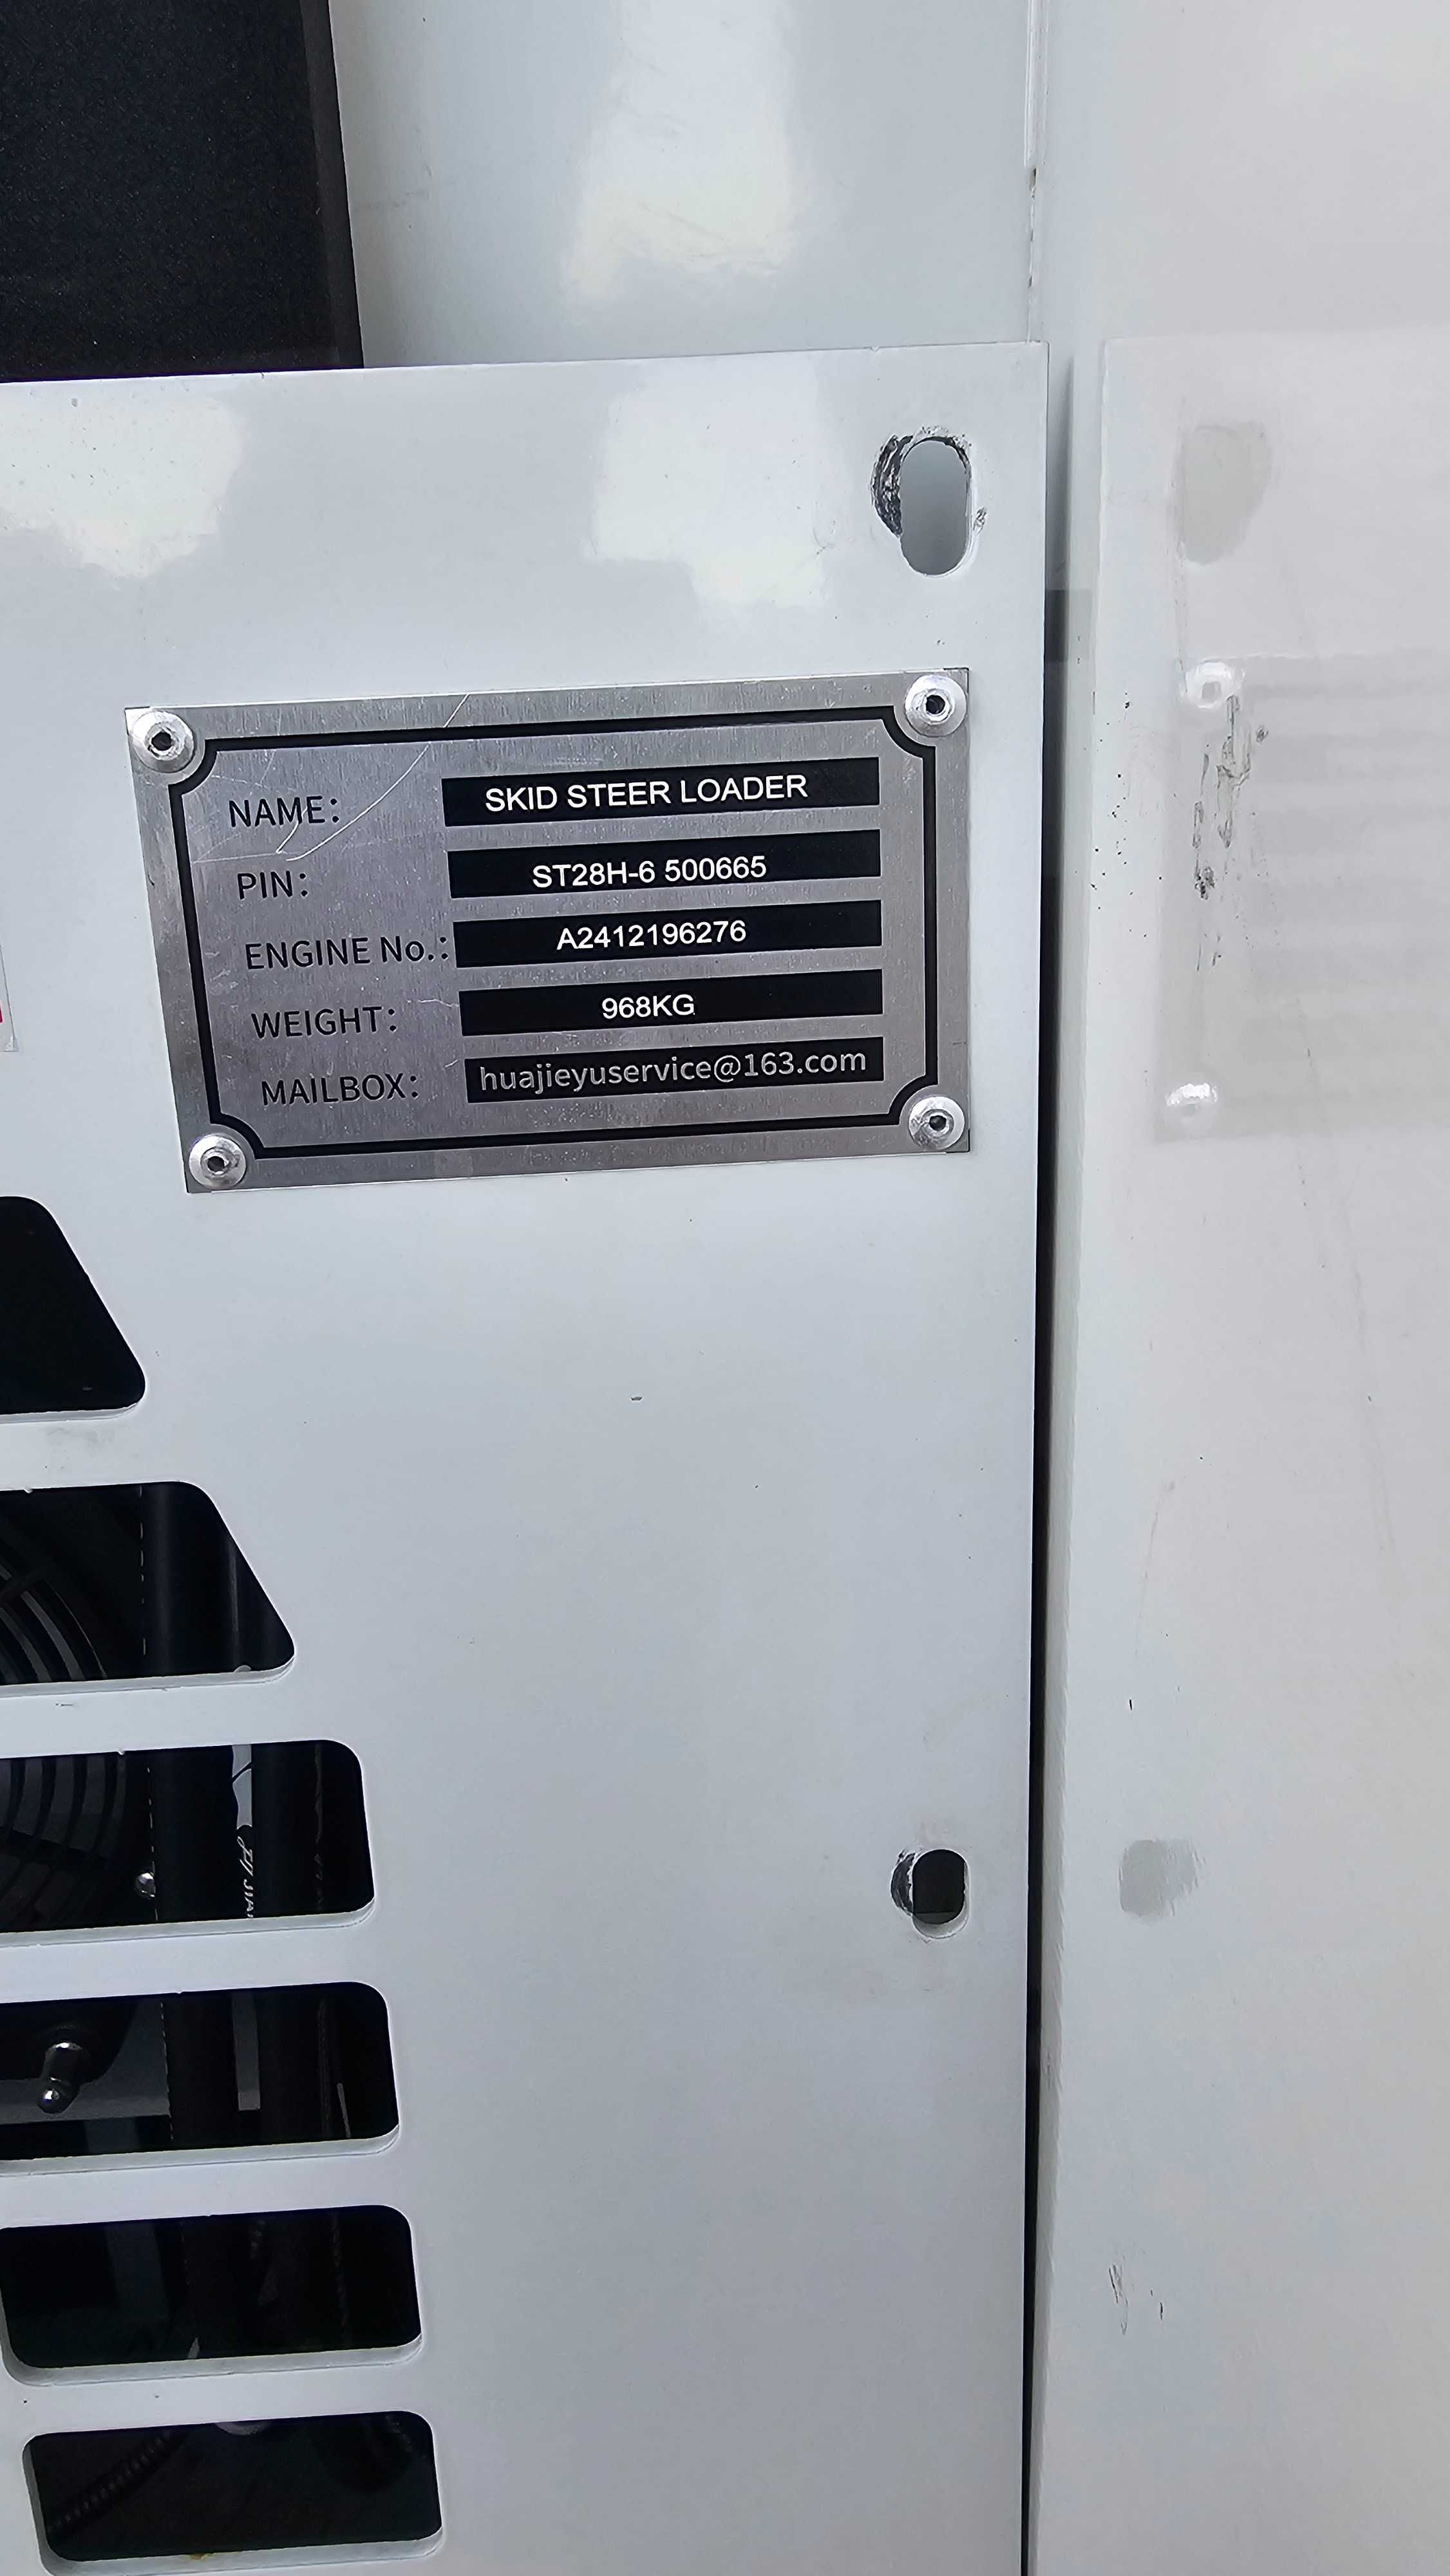 NAME: SKID STEER LOADER
PIN: ST28H-6 500665
ENGINE No.: A2412196276
WEIGHT: 968KG
MAILBOX: huajieyuservice@163.com